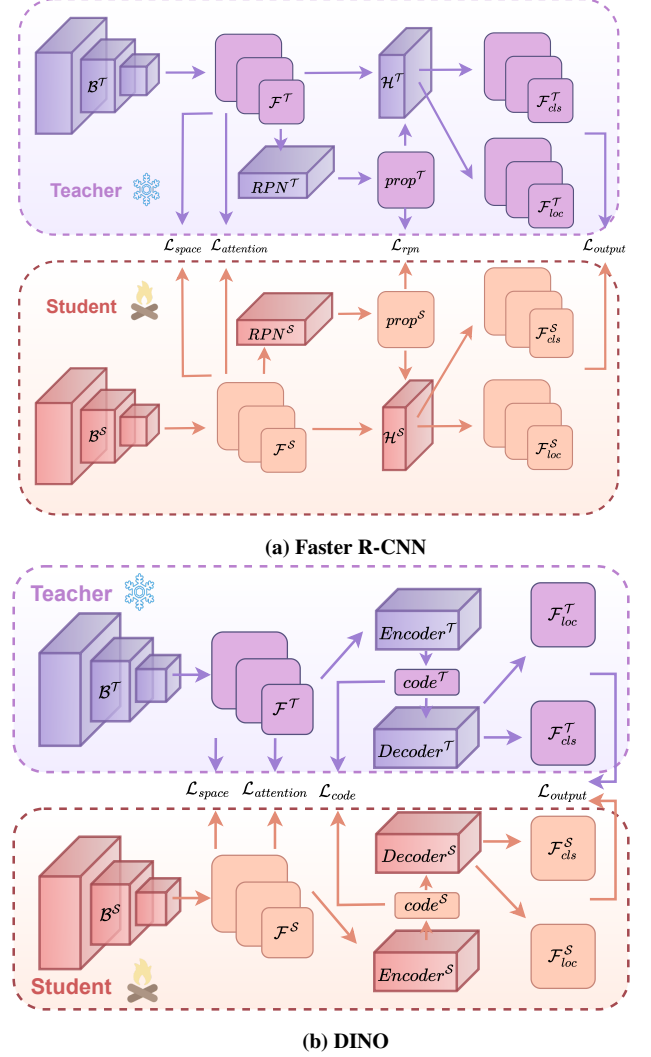 𝓑^𝓣
𝓕^𝓣
𝓗^𝓣
𝓕^𝓣_cls
RPN^𝓣
prop^𝓣
𝓕^𝓣_loc
Teacher
𝓛_space
𝓛_attention
𝓛_rpn
𝓛_output
Student
RPN^𝓢
prop^𝓢
𝓕^𝓢_cls
𝓑^𝓢
𝓕^𝓢
𝓗^𝓢
𝓕^𝓢_loc
(a) Faster R-CNN
Teacher
𝓑^𝓣
𝓕^𝓣
Encoder^𝓣
code^𝓣
Decoder^𝓣
𝓕^𝓣_loc
𝓕^𝓣_cls
𝓛_space
𝓛_attention
𝓛_code
𝓛_output
𝓑^𝓢
𝓕^𝓢
Decoder^𝓢
code^𝓢
Encoder^𝓢
𝓕^𝓢_cls
𝓕^𝓢_loc
Student
(b) DINO